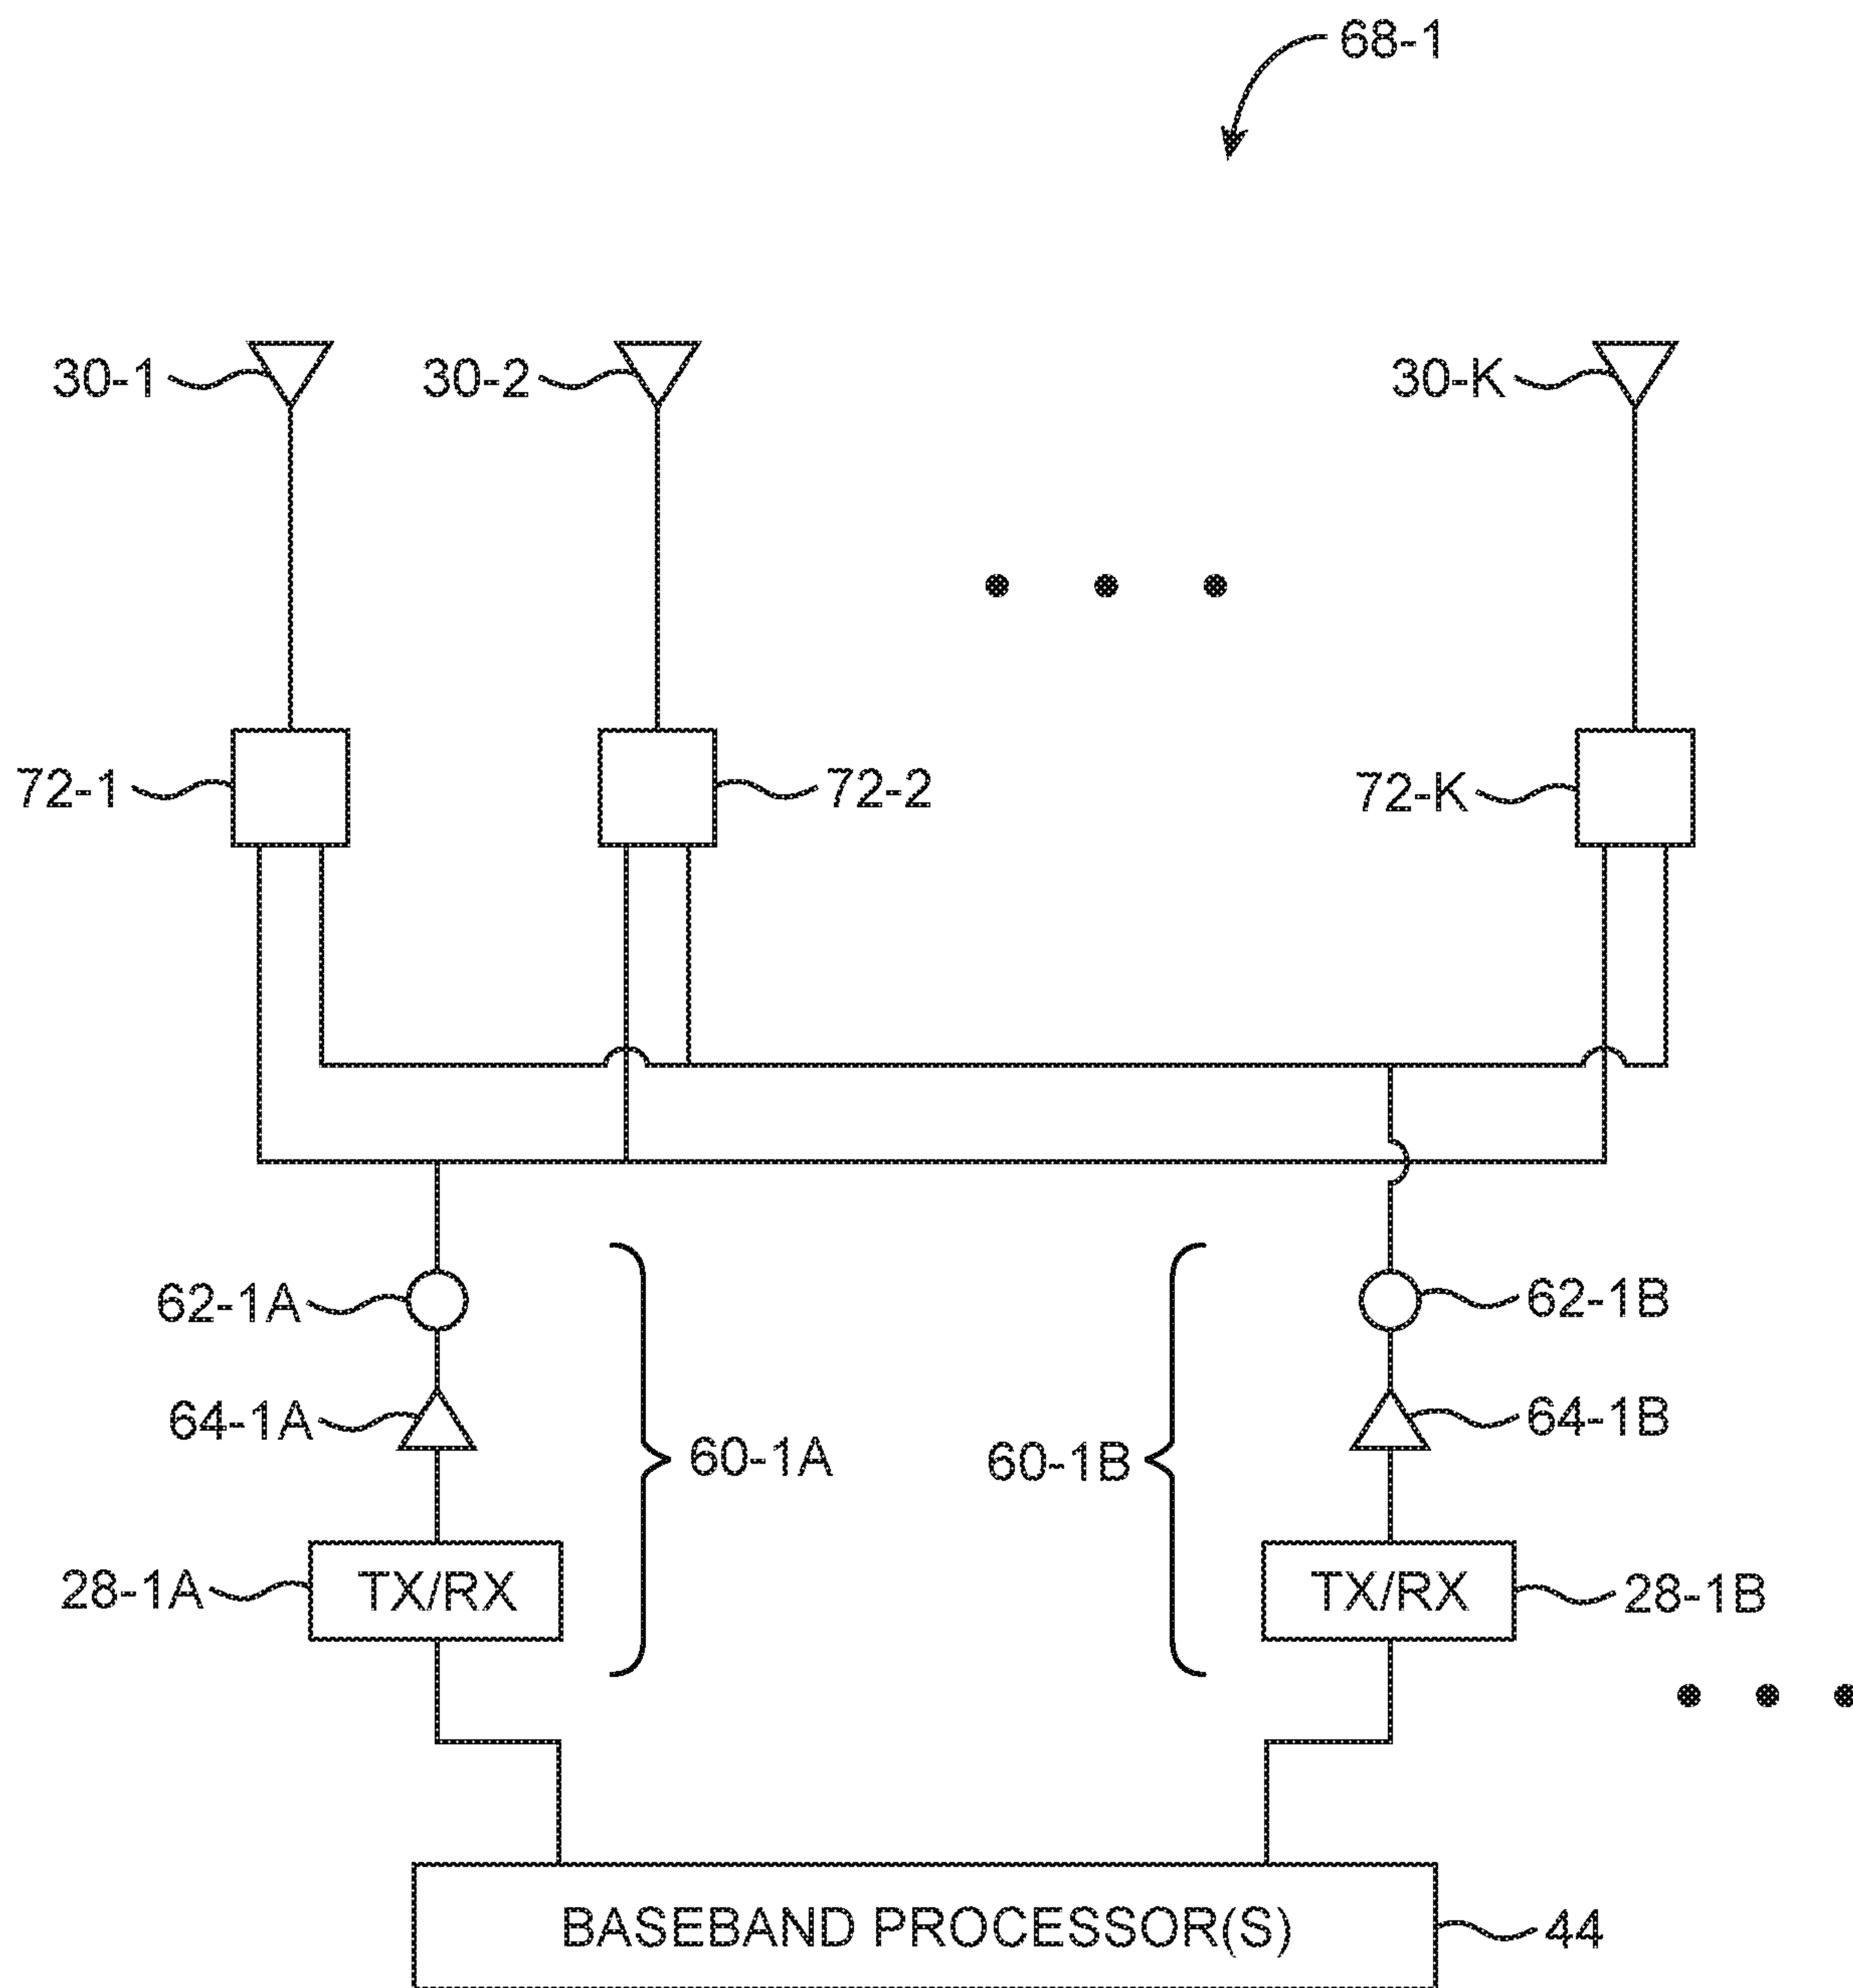 68-1
30-1
30-2
30-K
72-1
72-2
72-K
62-1A
62-1B
64-1A
64-1B
60-1A
60-1B
28-1A
TX/RX
TX/RX
28-1B
BASEBAND PROCESSOR(S)
44